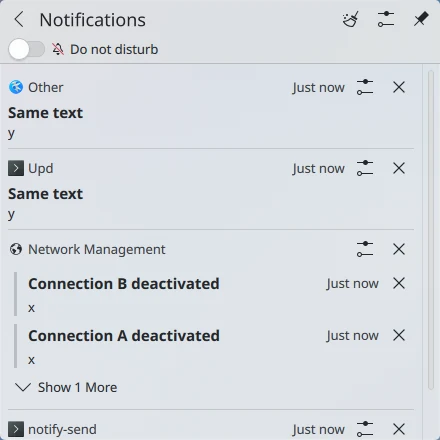 Notifications
Do not disturb
Other Just now
Same text
y
Upd Just now
Same text
y
Network Management
Connection B deactivated Just now
x
Connection A deactivated Just now
x
Show 1 More
notify-send Just now